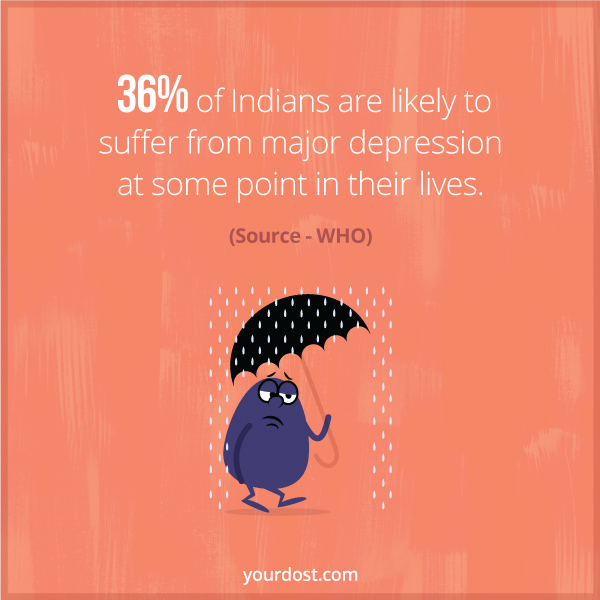 36% of Indians are likely to
suffer from major depression
at some point in their lives.
(Source - WHO)
yourdost.com